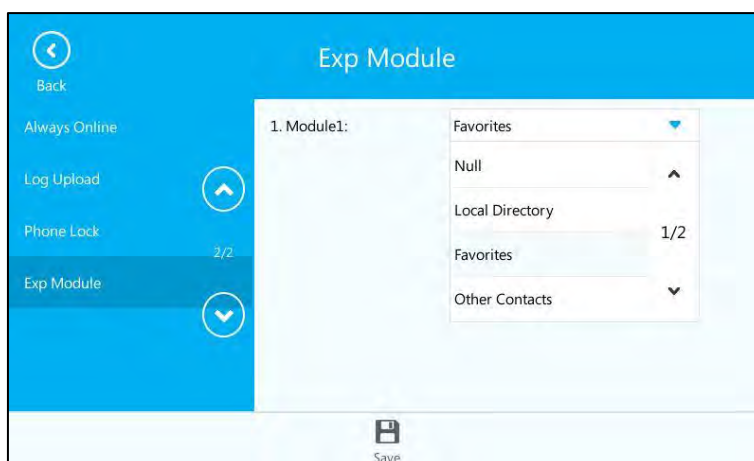 Exp Module
Back
Always Online
Log Upload
Phone Lock
2/2
Exp Module
1. Module1:
Favorites
Null
Local Directory
1/2
Favorites
Other Contacts
Save